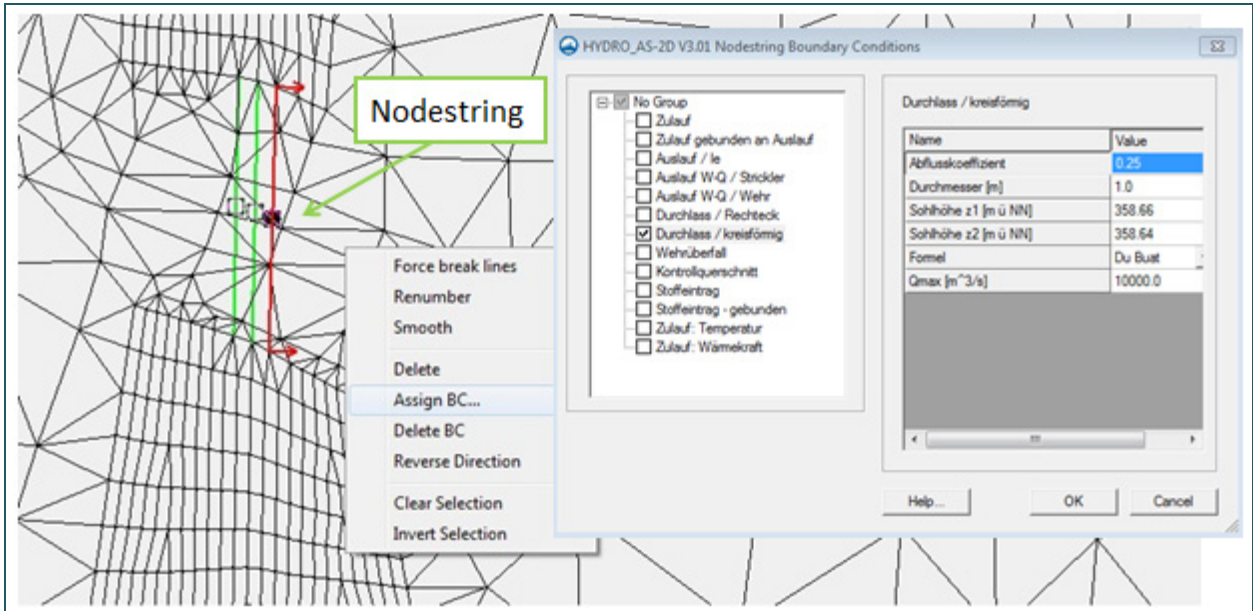 Nodestring
Force break lines
Renumber
Smooth
Delete
Assign BC...
Delete BC
Reverse Direction
Clear Selection
Invert Selection
HYDRO_AS-2D V3.01 Nodestring Boundary Conditions
No Group
Zulauf
Zulauf gebunden an Auslauf
Auslauf / Ie
Auslauf W-Q / Strickler
Auslauf W-Q / Wehr
Durchlass / Rechteck
Durchlass / kreisförmig
Wehrüberfall
Kontrollquerschnitt
Stoffeintrag
Stoffeintrag - gebunden
Zulauf: Temperatur
Zulauf: Wärmekraft
Durchlass / kreisförmig
Name Value
Abflusskoeffizient 0.25
Durchmesser [m] 1.0
Sohlhöhe z1 [m ü NN] 358.66
Sohlhöhe z2 [m ü NN] 358.64
Formel Du Buat
Qmax [m^3/s] 10000.0
Help... OK Cancel